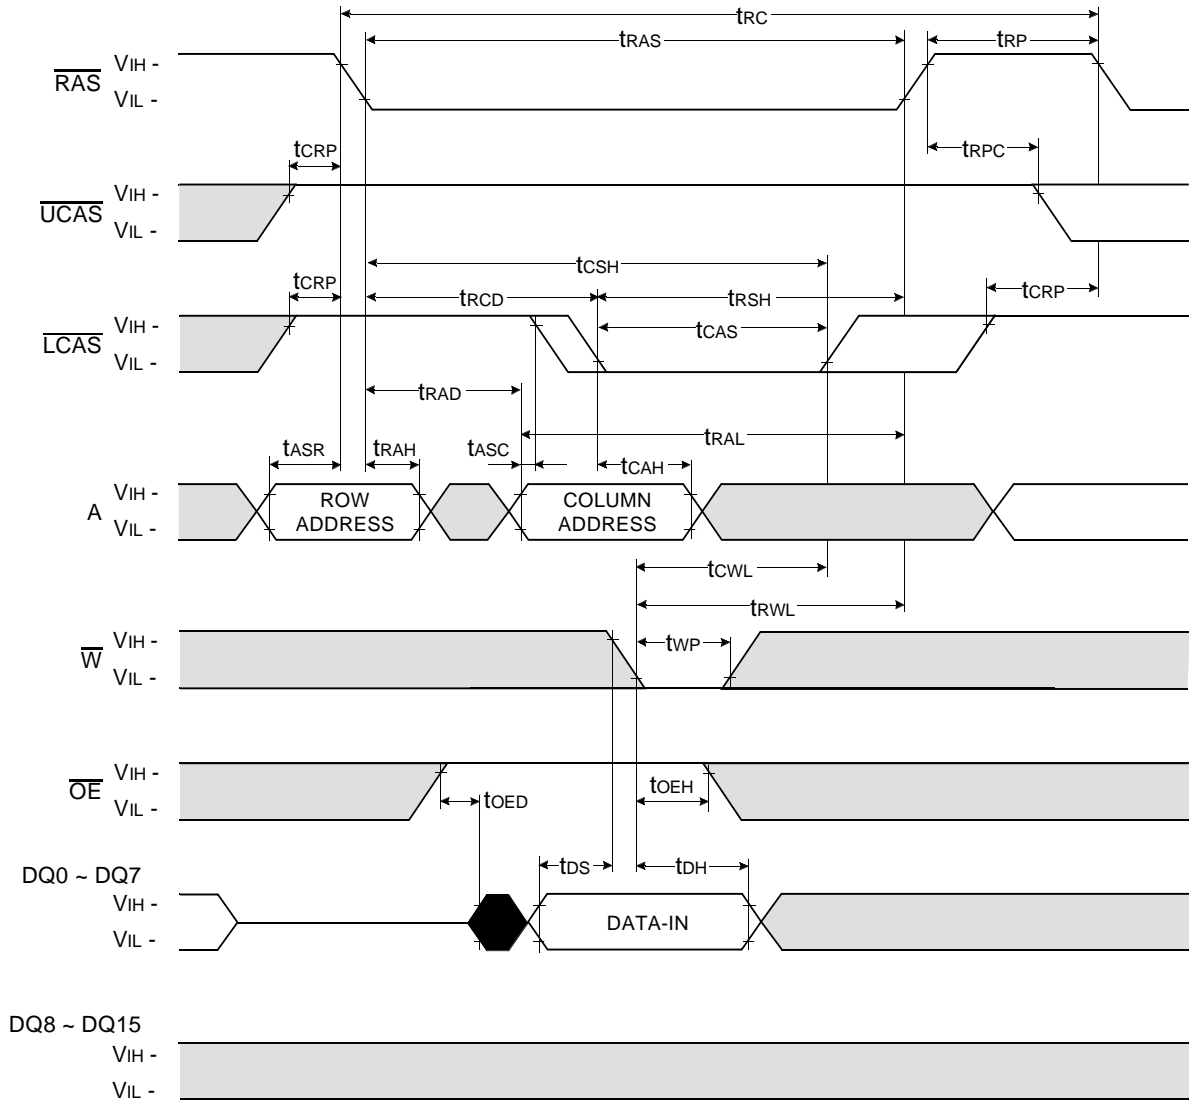 tRC
tRAS
tRP
RAS
VIH -
VIL -
tCRP
tRPC
UCAS
VIH -
VIL -
tCSH
tCRP
tRCD
tRSH
tCRP
LCAS
VIH -
VIL -
tCAS
tRAD
tRAL
tASR
tRAH
tASC
tCAH
A
VIH -
VIL -
ROW
ADDRESS
COLUMN
ADDRESS
tCWL
tRWL
W
VIH -
VIL -
tWP
OE
VIH -
VIL -
tOED
tOEH
tDS
tDH
DQ0 ~ DQ7
VIH -
VIL -
DATA-IN
DQ8 ~ DQ15
VIH -
VIL -